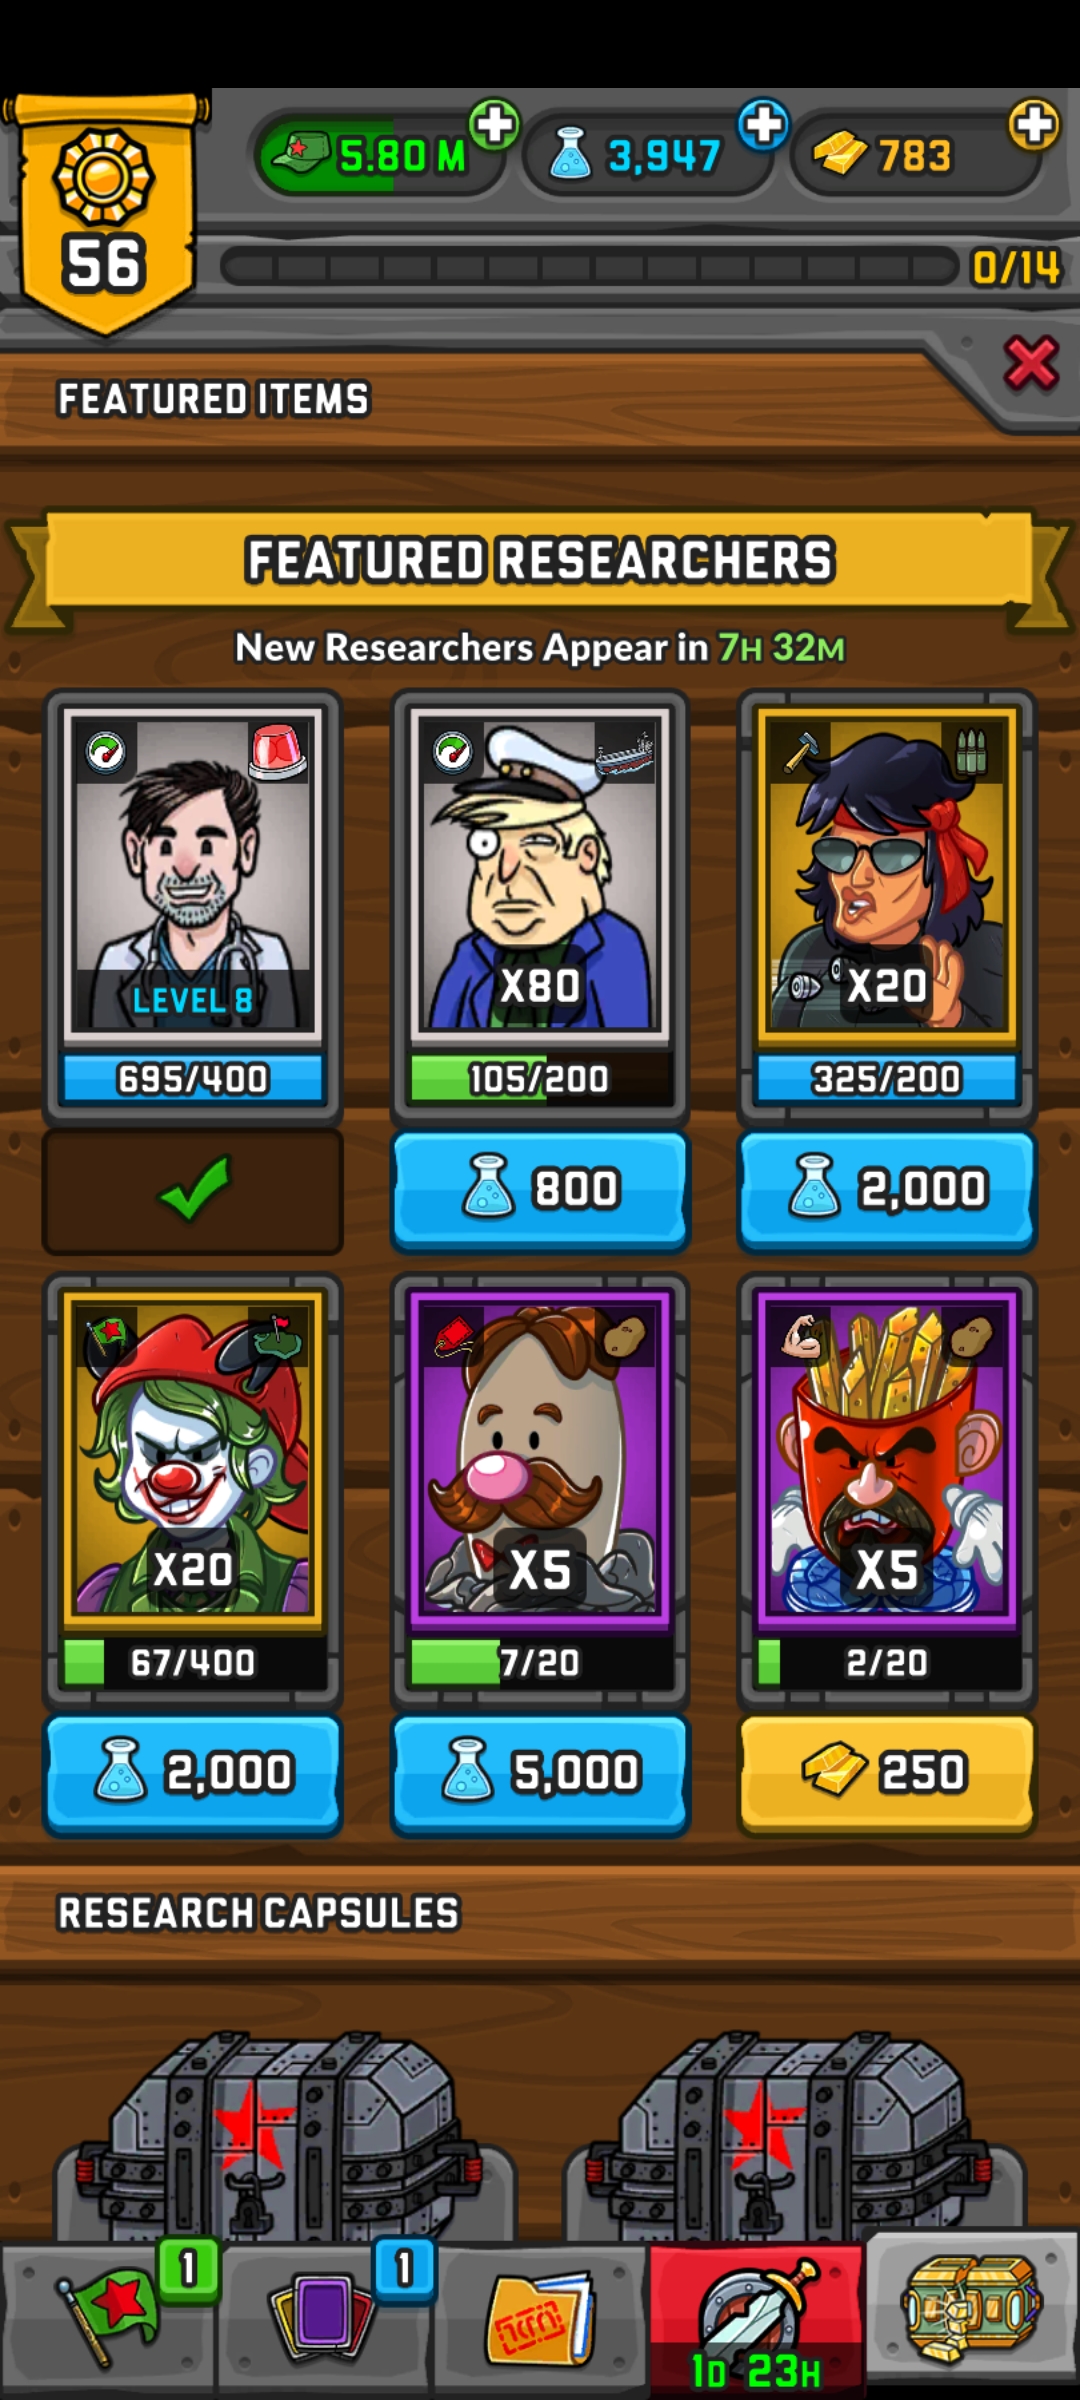 5.80 M
3,947
783
56
0/14
FEATURED ITEMS
FEATURED RESEARCHERS
New Researchers Appear in 7H 32M
LEVEL 8
X80
X20
695/400
105/200
325/200
800
2,000
X20
X5
X5
67/400
7/20
2/20
2,000
5,000
250
RESEARCH CAPSULES
1
1
1D 23H